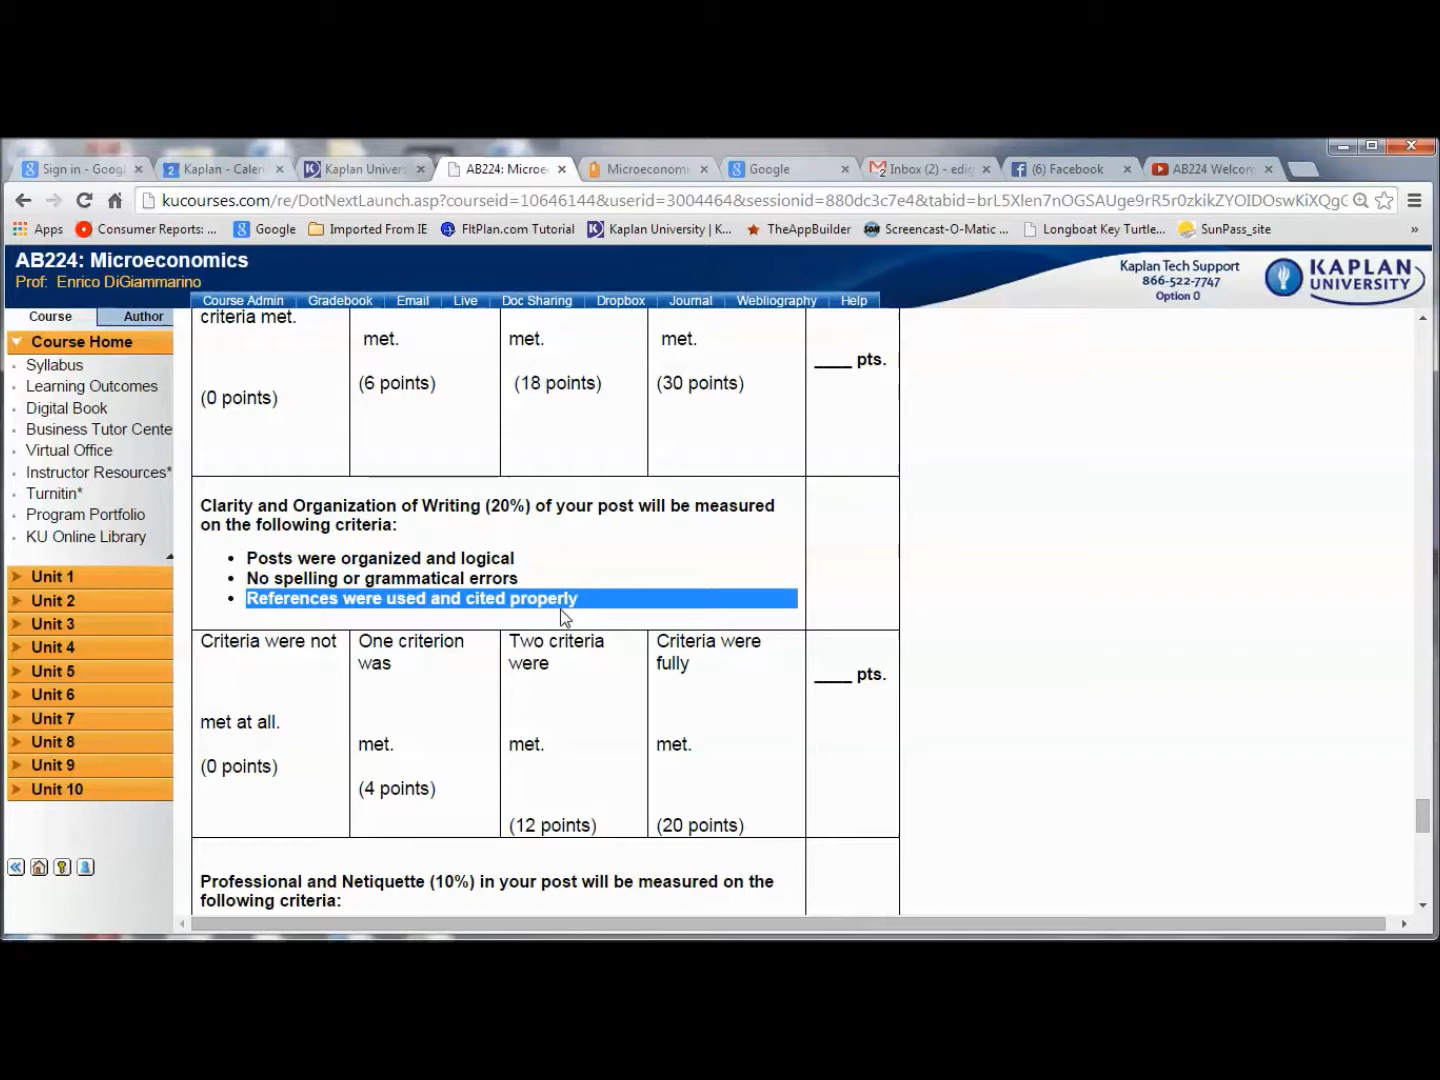 Sign in - Goog
Kaplan - Calen
Kaplan Univers
AB224: Microe
Microeconomi
Google
Inbox (2) - edig
(6) Facebook
AB224 Welcom
kucourses.com/re/DotNextLaunch.asp?courseid=10646144&userid=3004464&sessionid=880dc3c7e4&tabid=brL5Xlen7nOGSAUge9rR5r0zkikZYOIDOswKiXQgG
Apps
Consumer Reports: ...
Google
Imported From IE
FltPlan.com Tutorial
Kaplan University | K...
TheAppBuilder
Screencast-O-Matic ...
Longboat Key Turtle...
SunPass_site
»
AB224: Microeconomics
Prof: Enrico DiGiammarino
Kaplan Tech Support
866-522-7747
Option 0
KAPLAN
UNIVERSITY
Course Admin
Gradebook
Email
Live
Doc Sharing
Dropbox
Journal
Webliography
Help
Course
Author
Course Home
Syllabus
Learning Outcomes
Digital Book
Business Tutor Cente
Virtual Office
Instructor Resources*
Turnitin*
Program Portfolio
KU Online Library
Unit 1
Unit 2
Unit 3
Unit 4
Unit 5
Unit 6
Unit 7
Unit 8
Unit 9
Unit 10
criteria met.
(0 points)
met.
(6 points)
met.
(18 points)
met.
(30 points)
____ pts.
Clarity and Organization of Writing (20%) of your post will be measured
on the following criteria:
• Posts were organized and logical
• No spelling or grammatical errors
• References were used and cited properly
Criteria were not
met at all.
(0 points)
One criterion
was
met.
(4 points)
Two criteria
were
met.
(12 points)
Criteria were
fully
met.
(20 points)
____ pts.
Professional and Netiquette (10%) in your post will be measured on the
following criteria: